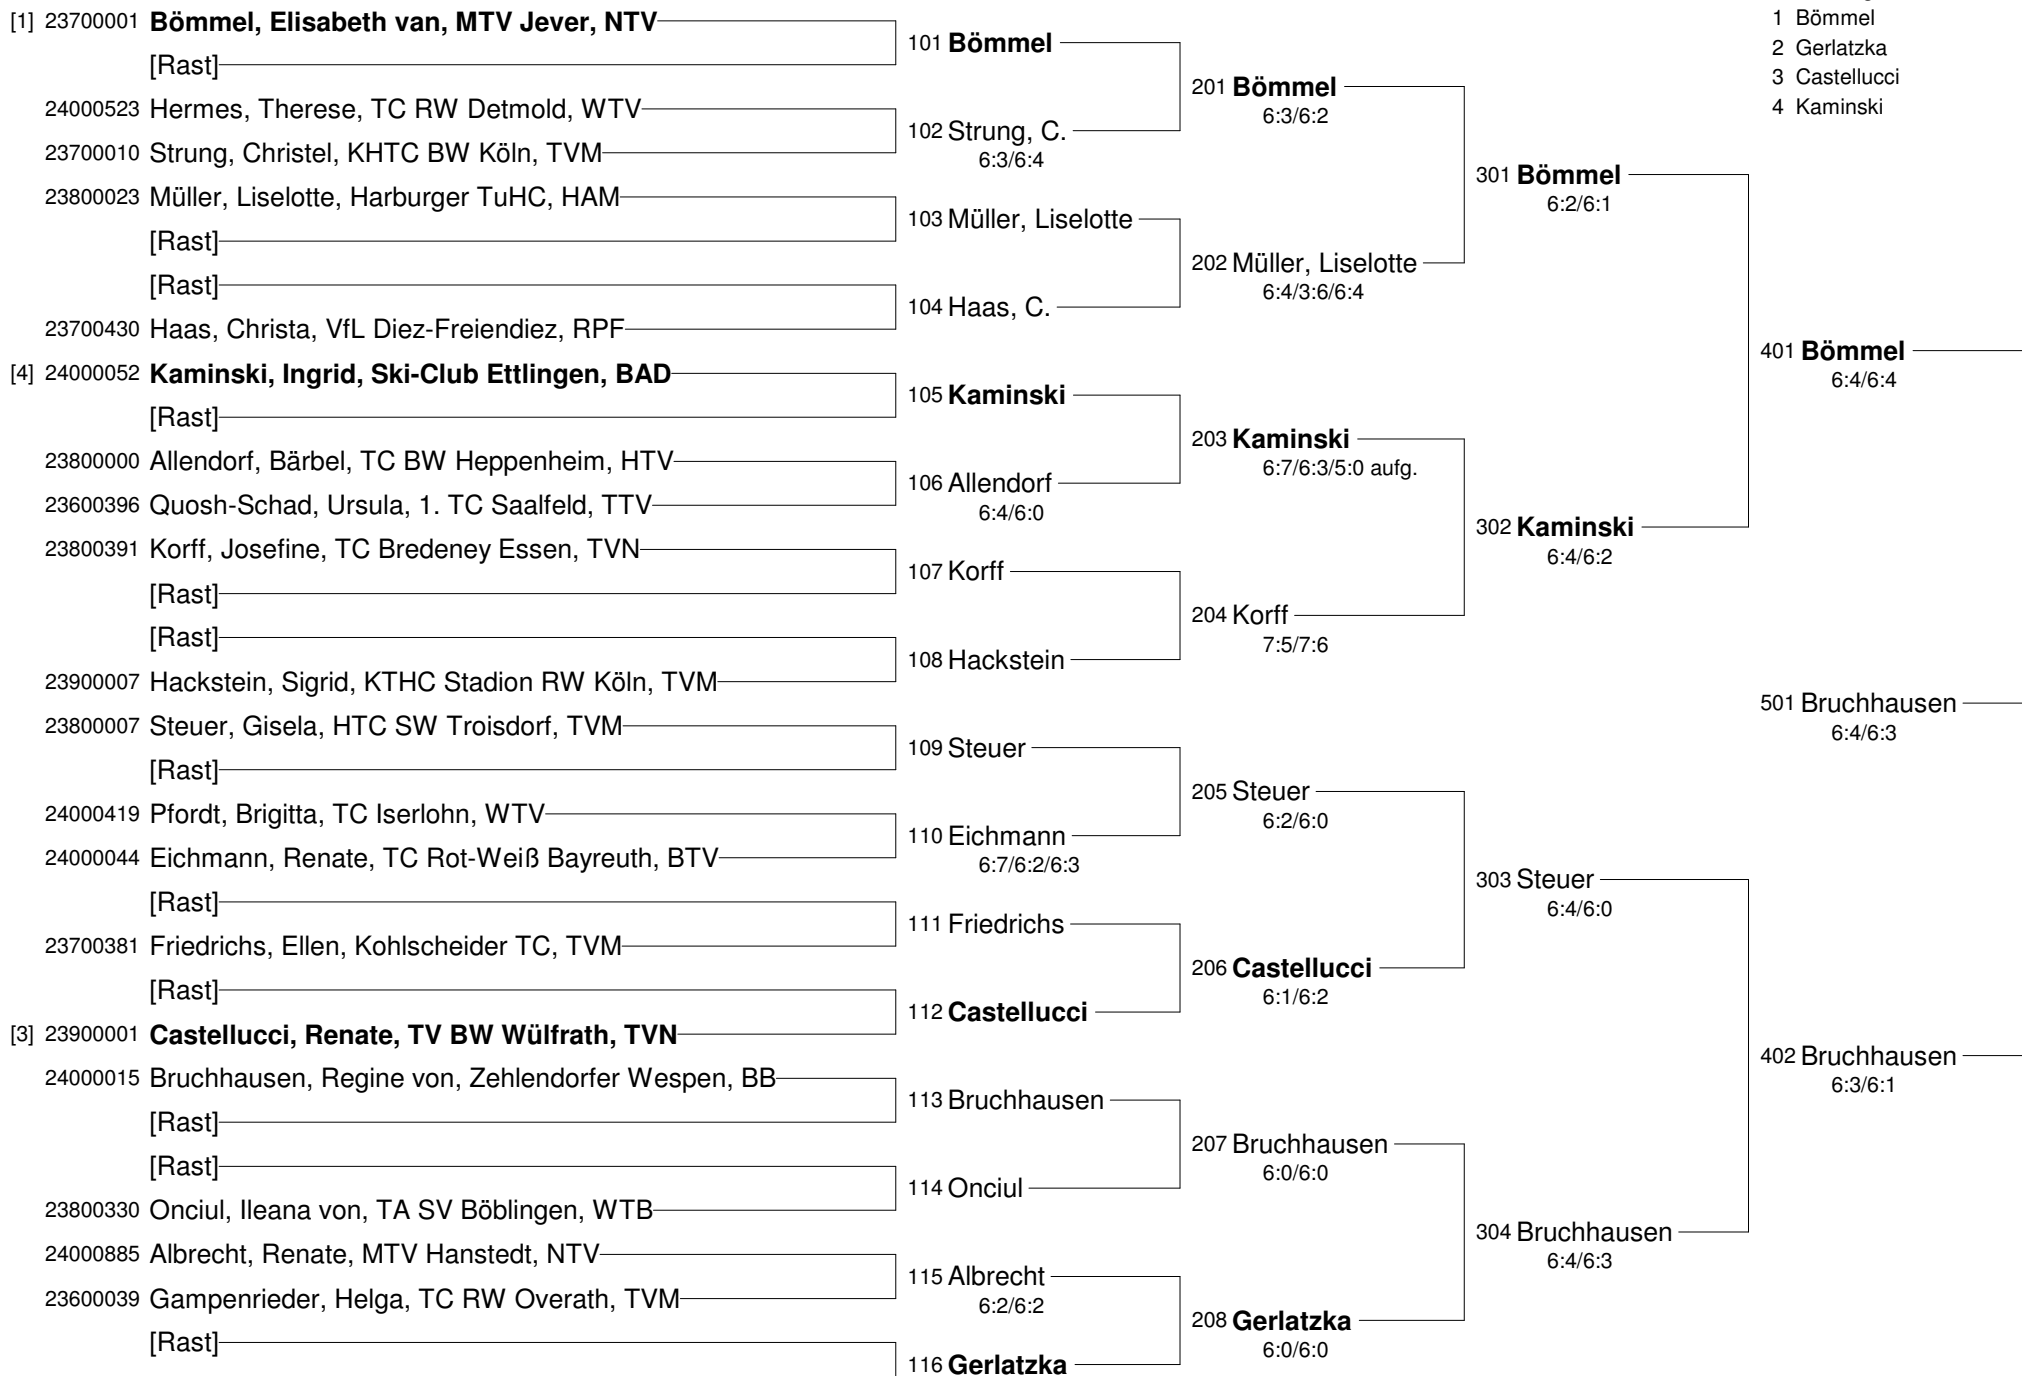 [1] 23700001 Bömmel, Elisabeth van, MTV Jever, NTV
[Rast]
24000523 Hermes, Therese, TC RW Detmold, WTV
23700010 Strung, Christel, KHTC BW Köln, TVM
23800023 Müller, Liselotte, Harburger TuHC, HAM
[Rast]
[Rast]
23700430 Haas, Christa, VfL Diez-Freiendiez, RPF
[4] 24000052 Kaminski, Ingrid, Ski-Club Ettlingen, BAD
[Rast]
23800000 Allendorf, Bärbel, TC BW Heppenheim, HTV
23600396 Quosh-Schad, Ursula, 1. TC Saalfeld, TTV
23800391 Korff, Josefine, TC Bredeney Essen, TVN
[Rast]
[Rast]
23900007 Hackstein, Sigrid, KTHC Stadion RW Köln, TVM
23800007 Steuer, Gisela, HTC SW Troisdorf, TVM
[Rast]
24000419 Pfordt, Brigitta, TC Iserlohn, WTV
24000044 Eichmann, Renate, TC Rot-Weiß Bayreuth, BTV
[Rast]
23700381 Friedrichs, Ellen, Kohlscheider TC, TVM
[Rast]
[3] 23900001 Castellucci, Renate, TV BW Wülfrath, TVN
24000015 Bruchhausen, Regine von, Zehlendorfer Wespen, BB
[Rast]
[Rast]
23800330 Onciul, Ileana von, TA SV Böblingen, WTB
24000885 Albrecht, Renate, MTV Hanstedt, NTV
23600039 Gampenrieder, Helga, TC RW Overath, TVM
[Rast]
101 Bömmel
102 Strung, C.
6:3/6:4
103 Müller, Liselotte
104 Haas, C.
105 Kaminski
106 Allendorf
6:4/6:0
107 Korff
108 Hackstein
109 Steuer
110 Eichmann
6:7/6:2/6:3
111 Friedrichs
112 Castellucci
113 Bruchhausen
114 Onciul
115 Albrecht
6:2/6:2
116 Gerlatzka
201 Bömmel
6:3/6:2
202 Müller, Liselotte
6:4/3:6/6:4
203 Kaminski
6:7/6:3/5:0 aufg.
204 Korff
7:5/7:6
205 Steuer
6:2/6:0
206 Castellucci
6:1/6:2
207 Bruchhausen
6:0/6:0
208 Gerlatzka
6:0/6:0
301 Bömmel
6:2/6:1
302 Kaminski
6:4/6:2
303 Steuer
6:4/6:0
304 Bruchhausen
6:4/6:3
1 Bömmel
2 Gerlatzka
3 Castellucci
4 Kaminski
401 Bömmel
6:4/6:4
501 Bruchhausen
6:4/6:3
402 Bruchhausen
6:3/6:1